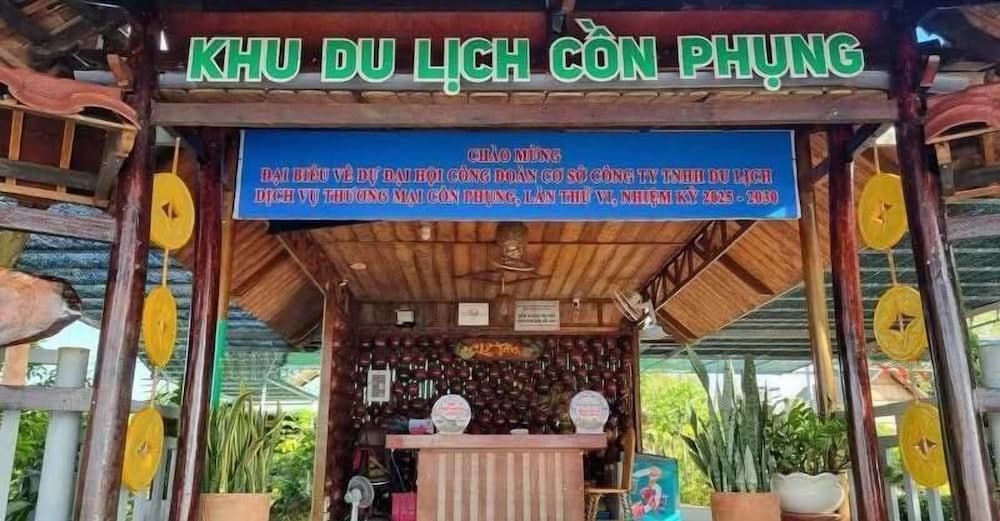 KHU DU LỊCH CỒN PHỤNG
CHÀO MỪNG
ĐẠI BIỂU VỀ DỰ ĐẠI HỘI CÔNG ĐOÀN CƠ SỞ CÔNG TY TNHH DU LỊCH
DỊCH VỤ THƯƠNG MẠI CỒN PHỤNG, LẦN THỨ VI, NHIỆM KỲ 2025 - 2030